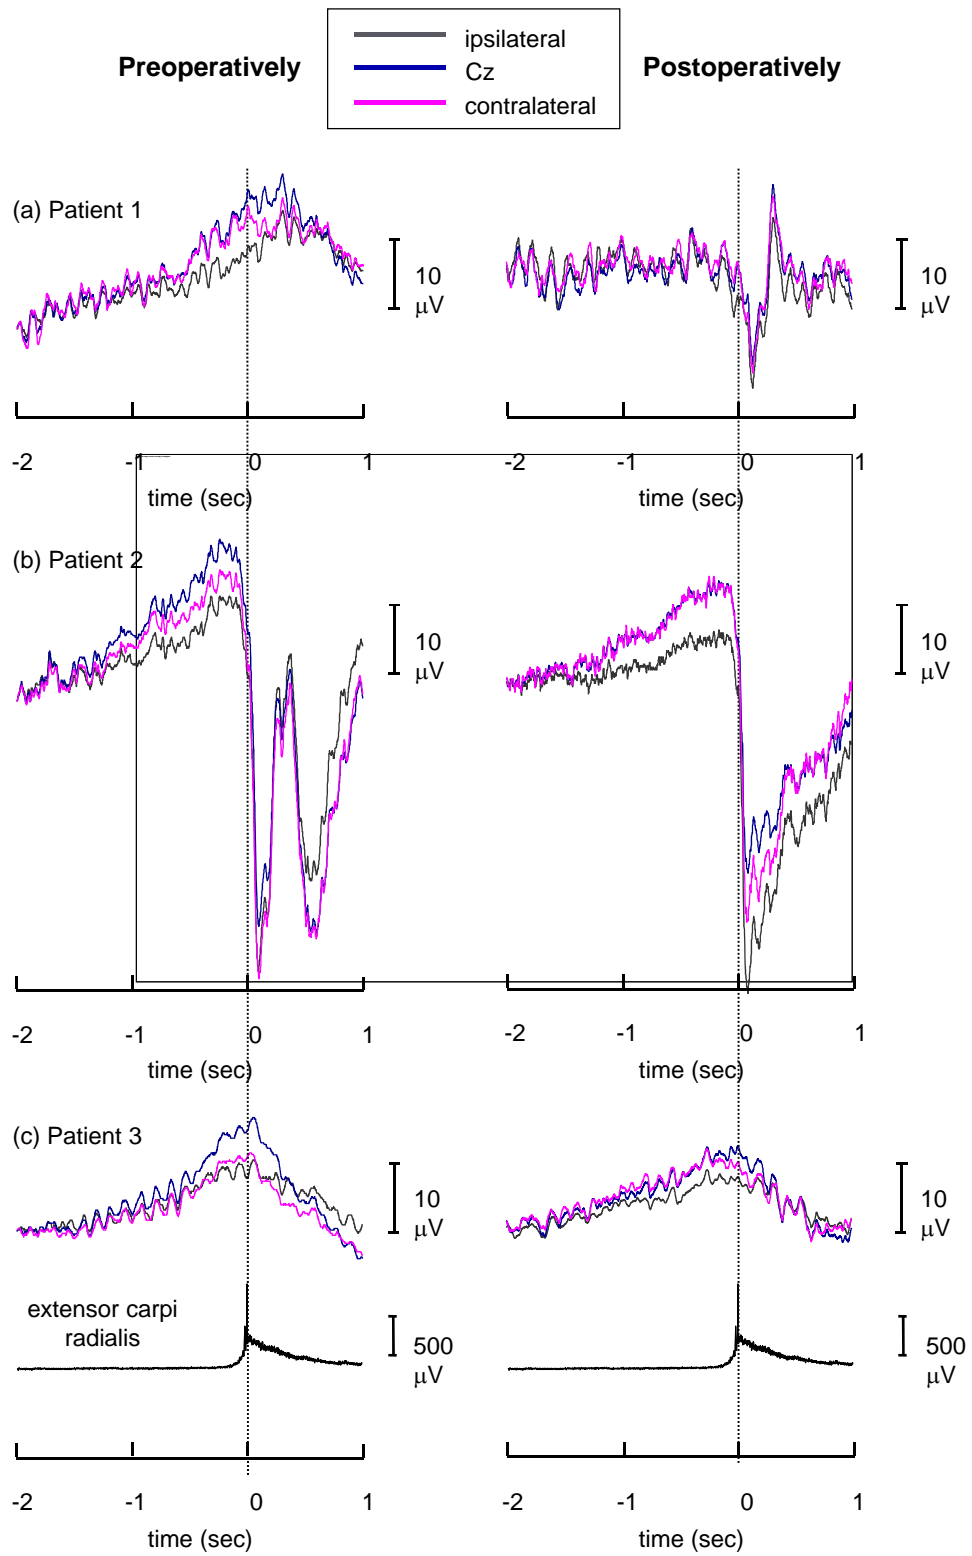 ipsilateral
Preoperatively
Cz
Postoperatively
contralateral
(a) Patient 1
10
µV
10
µV
-2 -1 0 1
time (sec)
-2 -1 0 1
time (sec)
(b) Patient 2
10
µV
10
µV
-2 -1 0 1
time (sec)
-2 -1 0 1
time (sec)
(c) Patient 3
10
µV
10
µV
extensor carpi
radialis
500
µV
500
µV
-2 -1 0 1
time (sec)
-2 -1 0 1
time (sec)